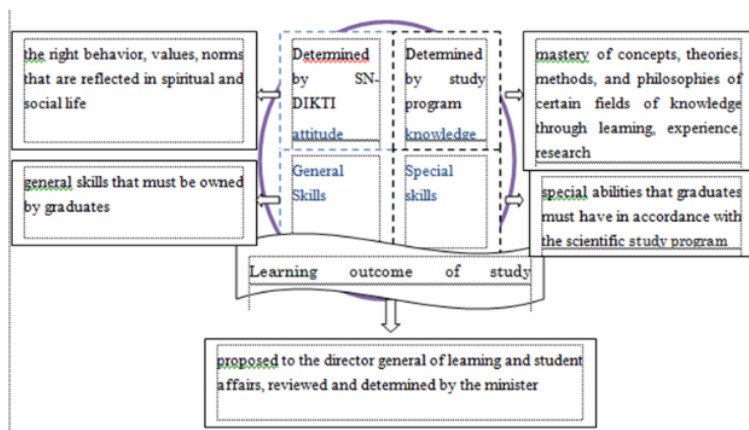 the right behavior, values, norms
that are reflected in spiritual and
social life
Determined
by SN-
DIKTI
attitude
Determined
by study
program
knowledge
mastery of concepts, theories,
methods, and philosophies of
certain fields of knowledge
through learning, experience,
research
general skills that must be owned
by graduates
General
Skills
Special
skills
special abilities that graduates
must have in accordance with
the scientific study program
Learning outcome of study
proposed to the director general of learning and student
affairs, reviewed and determined by the minister